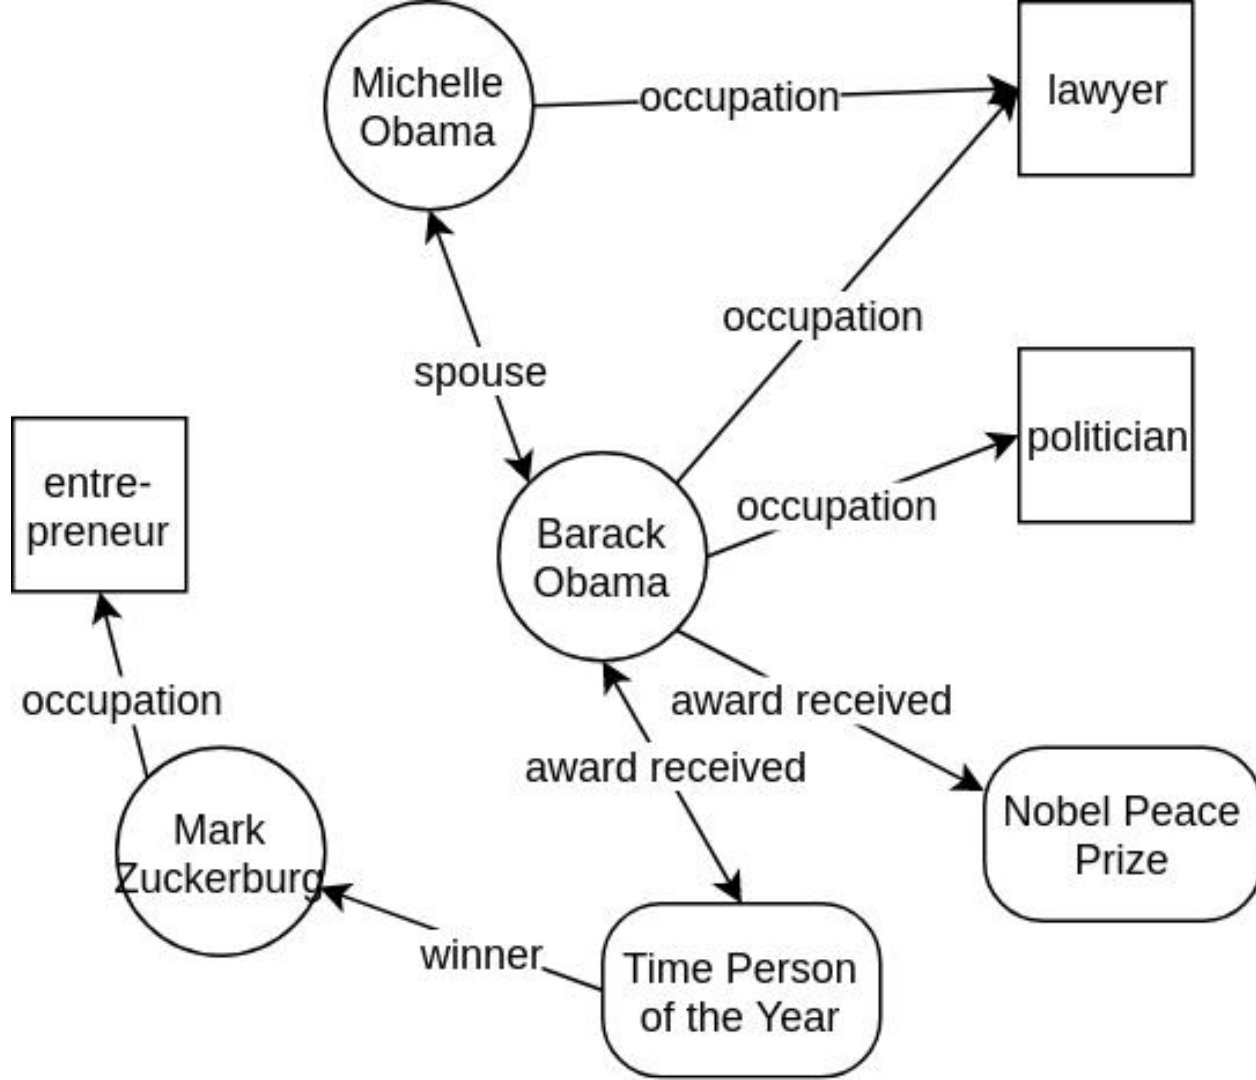 Michelle
Obama
occupation
lawyer
occupation
spouse
politician
entre-
preneur
occupation
Barack
Obama
occupation
award received
award received
Mark
Zuckerburg
Nobel Peace
Prize
winner
Time Person
of the Year